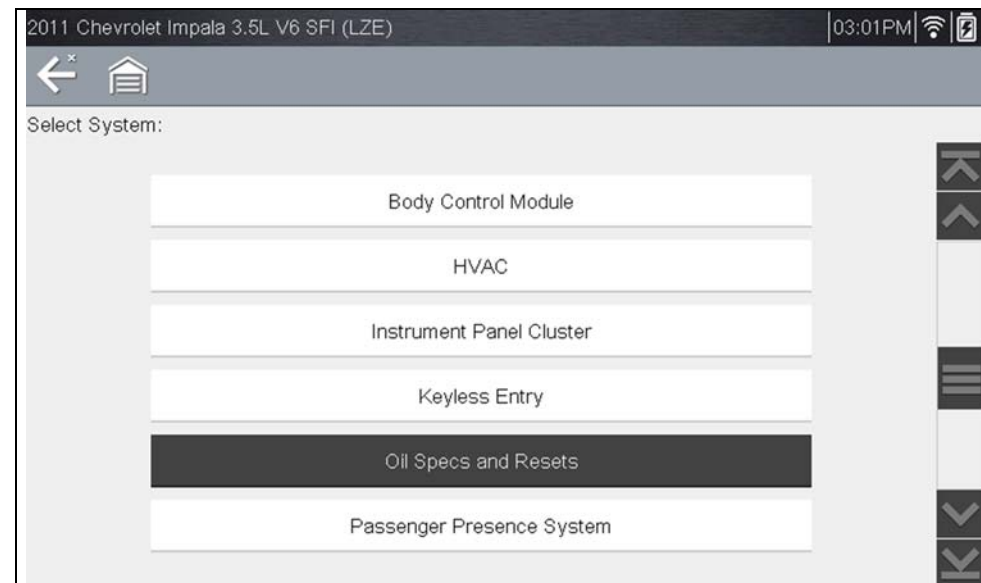 2011 Chevrolet Impala 3.5L V6 SFI (LZE) 03:01PM
Select System:
Body Control Module
HVAC
Instrument Panel Cluster
Keyless Entry
Oil Specs and Resets
Passenger Presence System